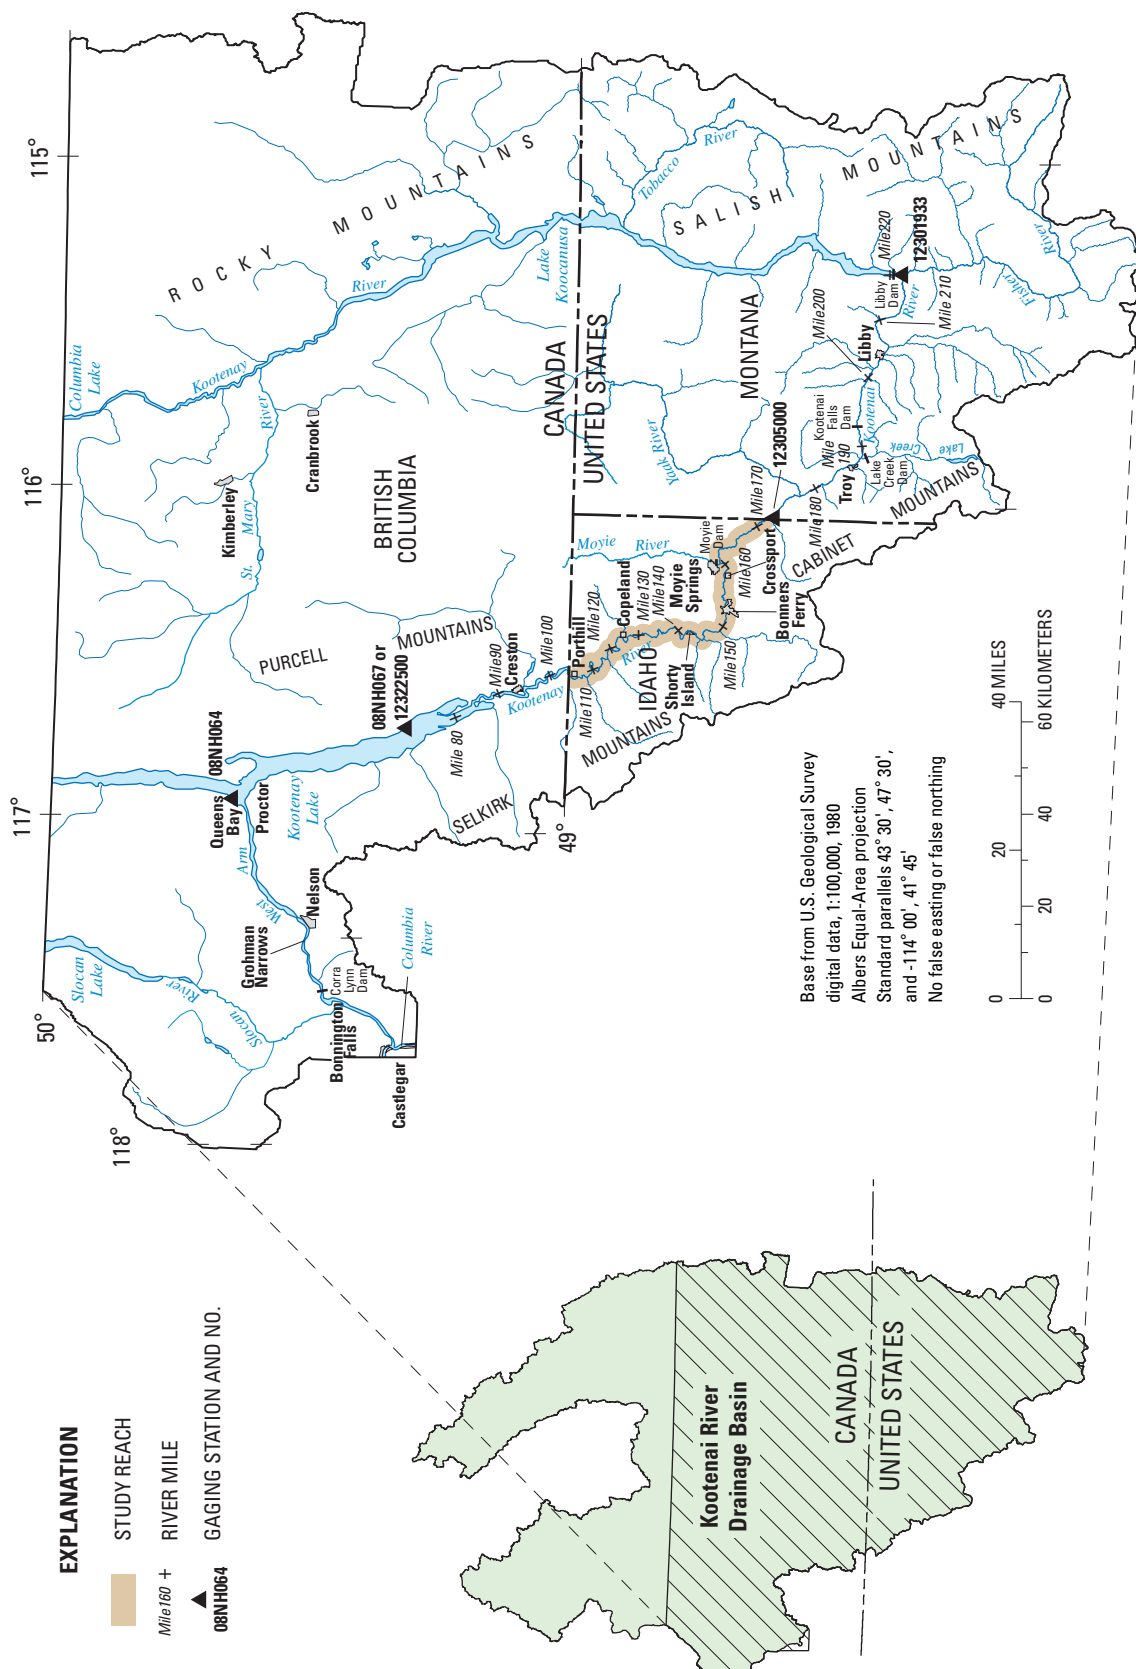 50°
118°
117°
116°
115°
49°
Slocan
Lake
Slocan
River
Castlegar
Bonnington
Falls
Corra
Lynn
Dam
Columbia
River
Grohman
Narrows
Nelson
West
Arm
Queens
Bay
Proctor
08NH064
Kootenay
Lake
08NH067 or
12322500
Mile 80
Mile90
Creston
Mile100
Kootenay
SELKIRK
MOUNTAINS
PURCELL
MOUNTAINS
Kimberley
St.
Mary
River
Cranbrook
BRITISH
COLUMBIA
Columbia
Lake
Kootenay
River
ROCKY
MOUNTAINS
Lake
Koocanusa
CANADA
UNITED STATES
Porthill
Mile110
Mile120
Copeland
Mile130
Mile140
River
IDAHO
Shorty
Island
Mile150
Moyie
River
Moyie
Springs
Moyie
Dam
Mile160
Crossport
Bonners
Ferry
Mile170
12305000
Mile180
CABINET
MOUNTAINS
Yaak River
MONTANA
Troy
Mile
190
Kootenai
Falls
Dam
Lake
Creek
Dam
Lake
Creek
Kootenai
Mile200
Libby
Mile 210
River
Libby
Dam
Mile220
12301933
Fisher
River
Tobacco
River
SALISH
MOUNTAINS
Base from U.S. Geological Survey
digital data, 1:100,000, 1980
Albers Equal-Area projection
Standard parallels 43° 30', 47° 30',
and -114° 00', 41° 45'
No false easting or false northing
0
20
40 MILES
0
20
40
60 KILOMETERS
EXPLANATION
STUDY REACH
Mile160
RIVER MILE
08NH064
GAGING STATION AND NO.
Kootenai River
Drainage Basin
CANADA
UNITED STATES